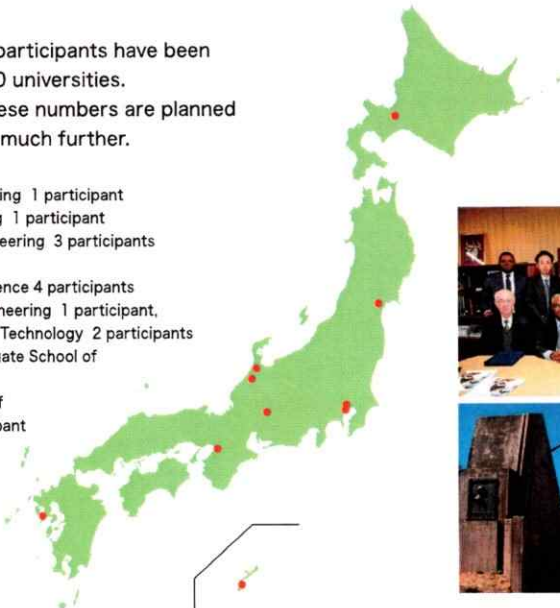 participants have been
0 universities.
ese numbers are planned
much further.
ing 1 participant
g 1 participant
eering 3 participants
ence 4 participants
neering 1 participant,
Technology 2 participants
ate School of
f
pant